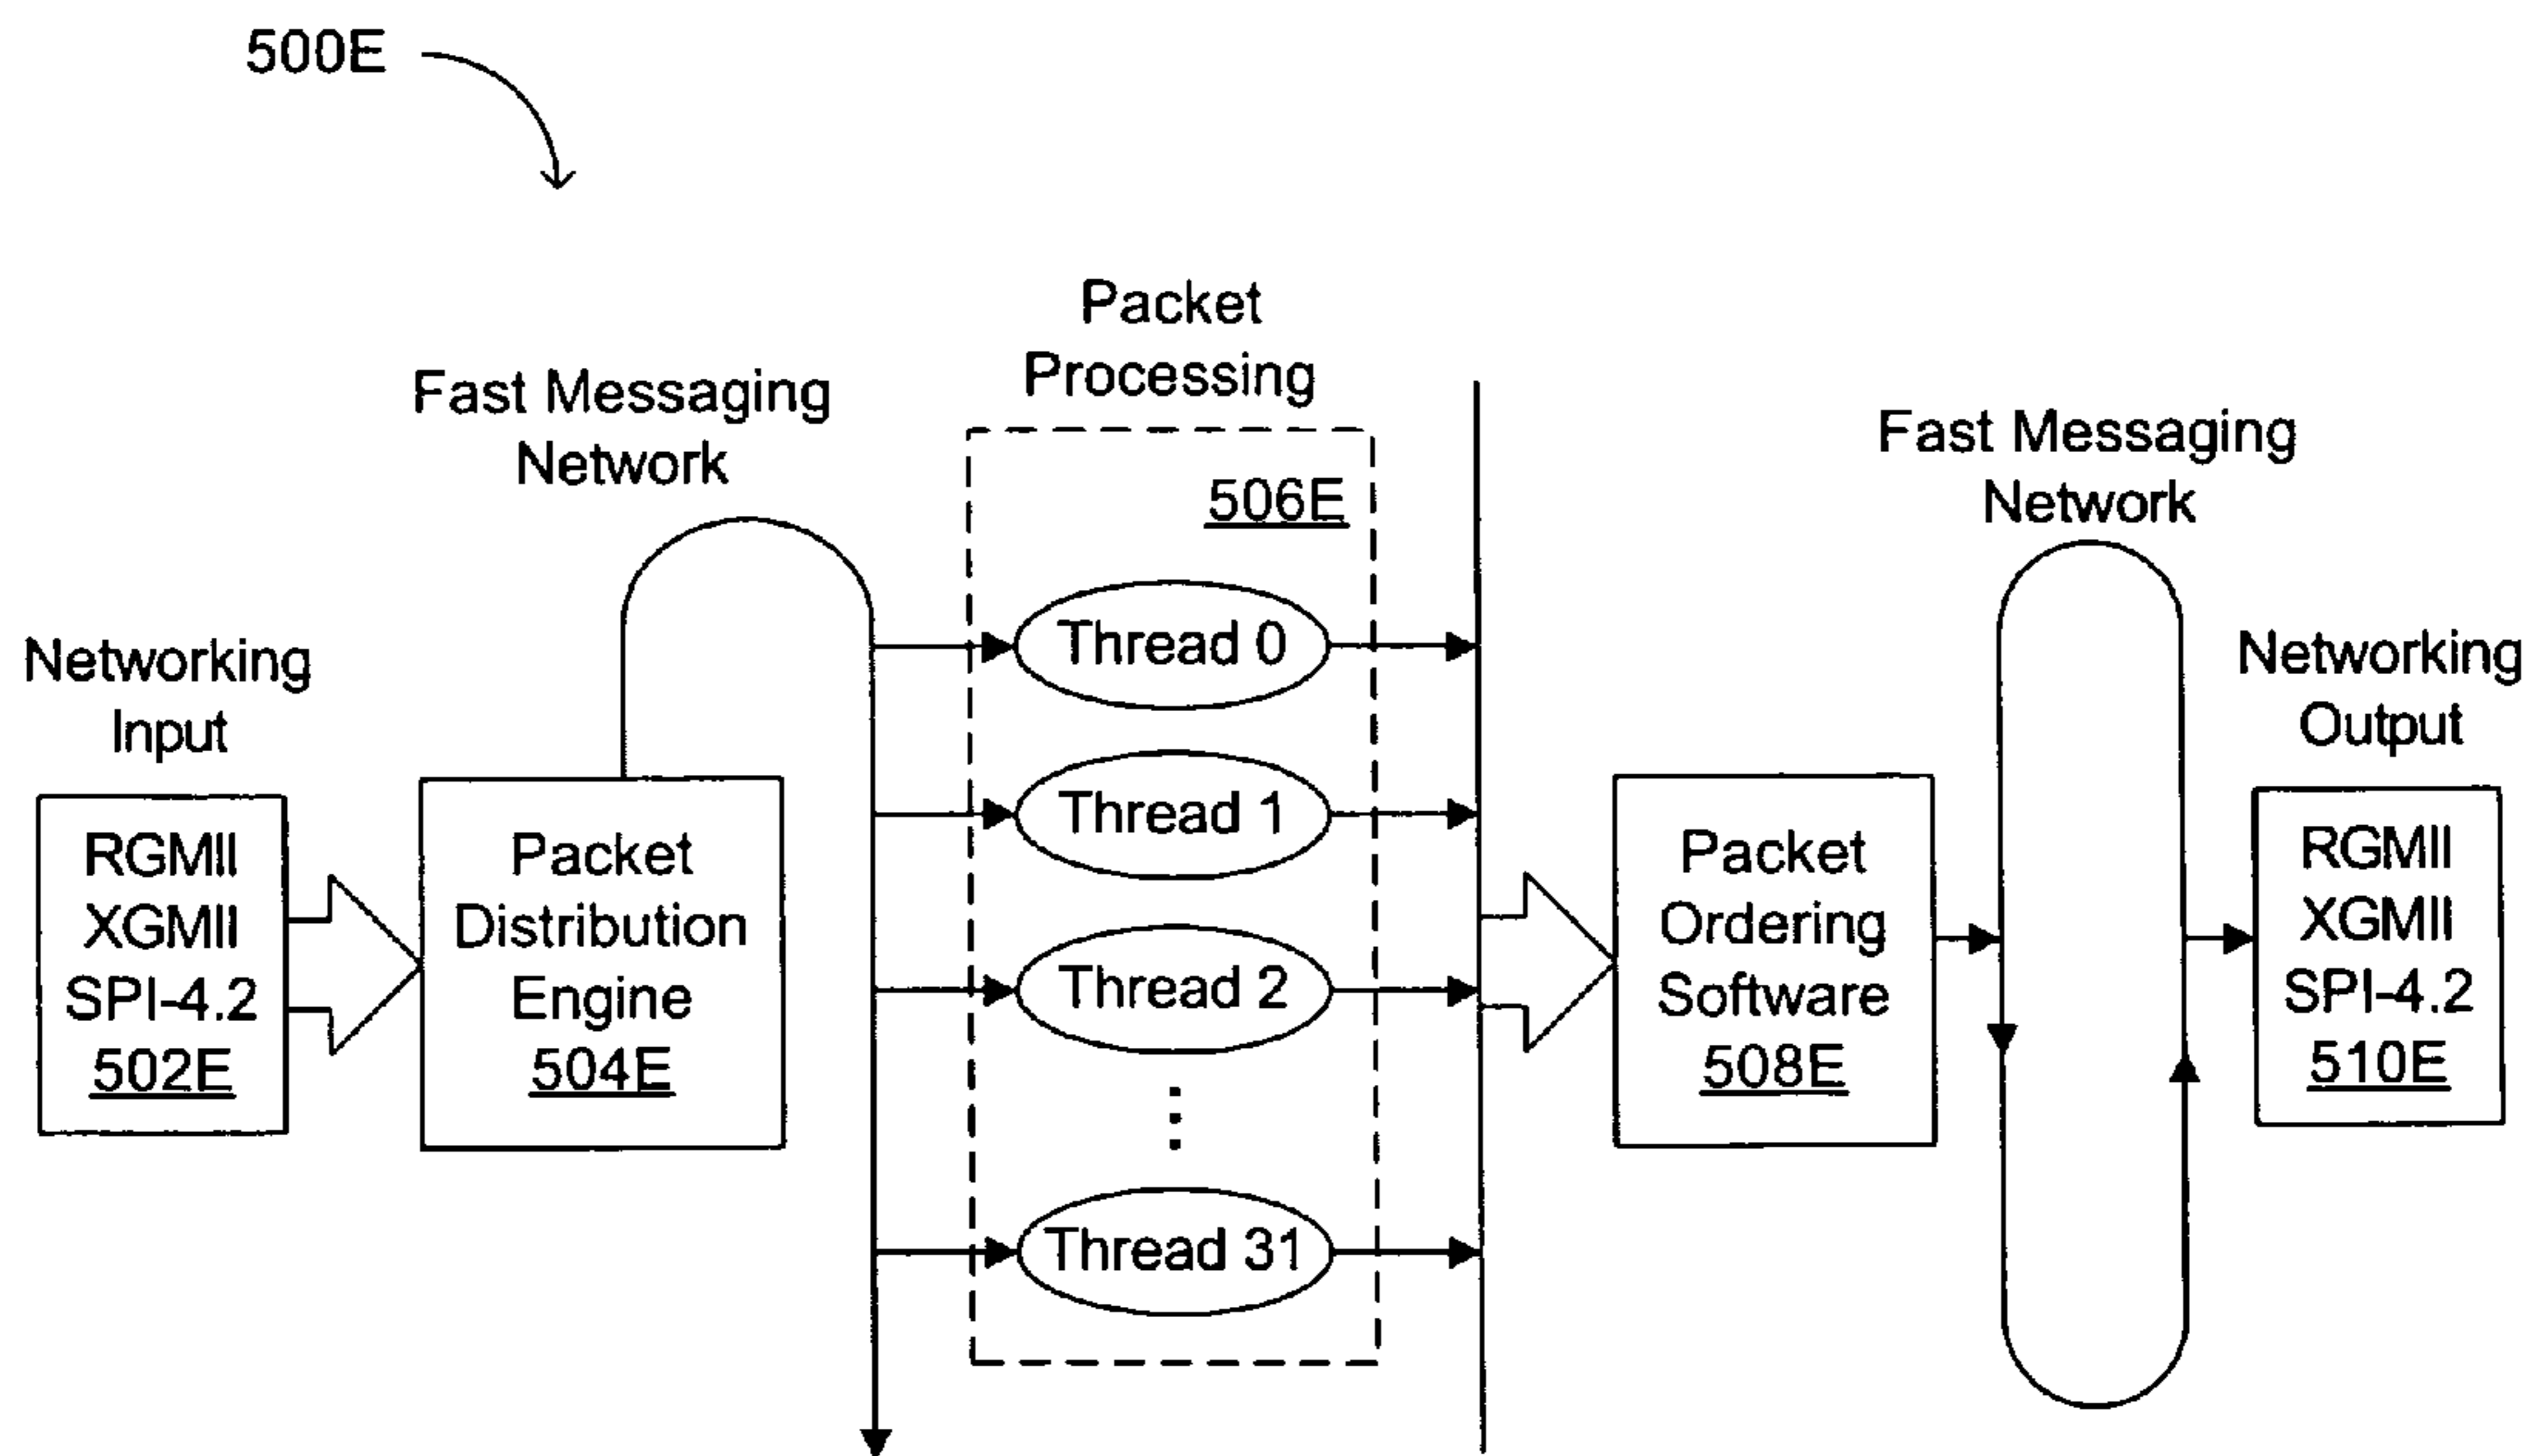 500E
Packet
Processing
Fast Messaging
Network
Fast Messaging
Network
506E
Networking
Input
Thread 0
Thread 1
Thread 2
Thread 31
Networking
Output
RGMII
XGMII
SPI-4.2
502E
Packet
Distribution
Engine
504E
Packet
Ordering
Software
508E
RGMII
XGMII
SPI-4.2
510E